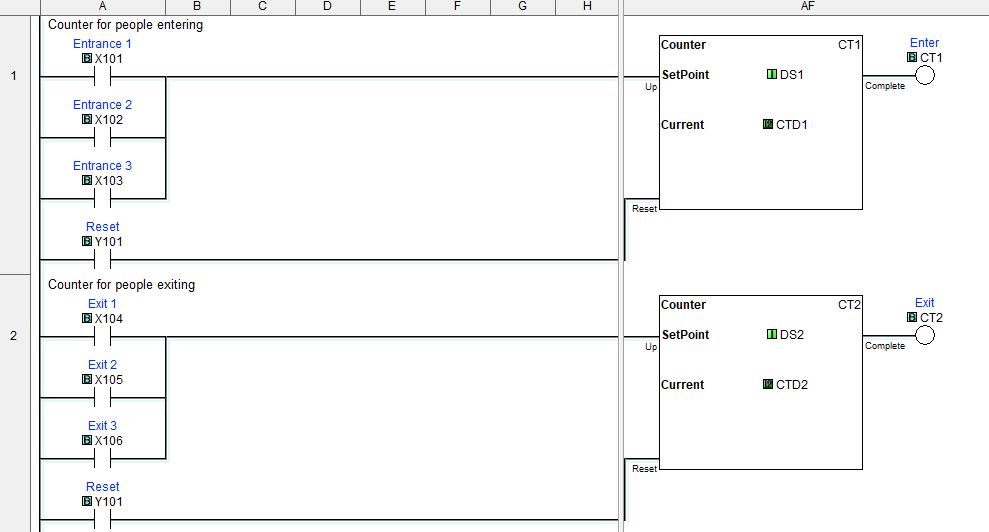 A B C D E F G H AF
Counter for people entering
Entrance 1
B X101
1
Entrance 2
B X102
Entrance 3
B X103
Reset
B Y101
Up
Reset
Counter CT1
SetPoint I DS1
Current CTD1
Complete
Enter
B CT1
Counter for people exiting
Exit 1
B X104
2
Exit 2
B X105
Exit 3
B X106
Reset
B Y101
Up
Reset
Counter CT2
SetPoint I DS2
Current CTD2
Complete
Exit
B CT2